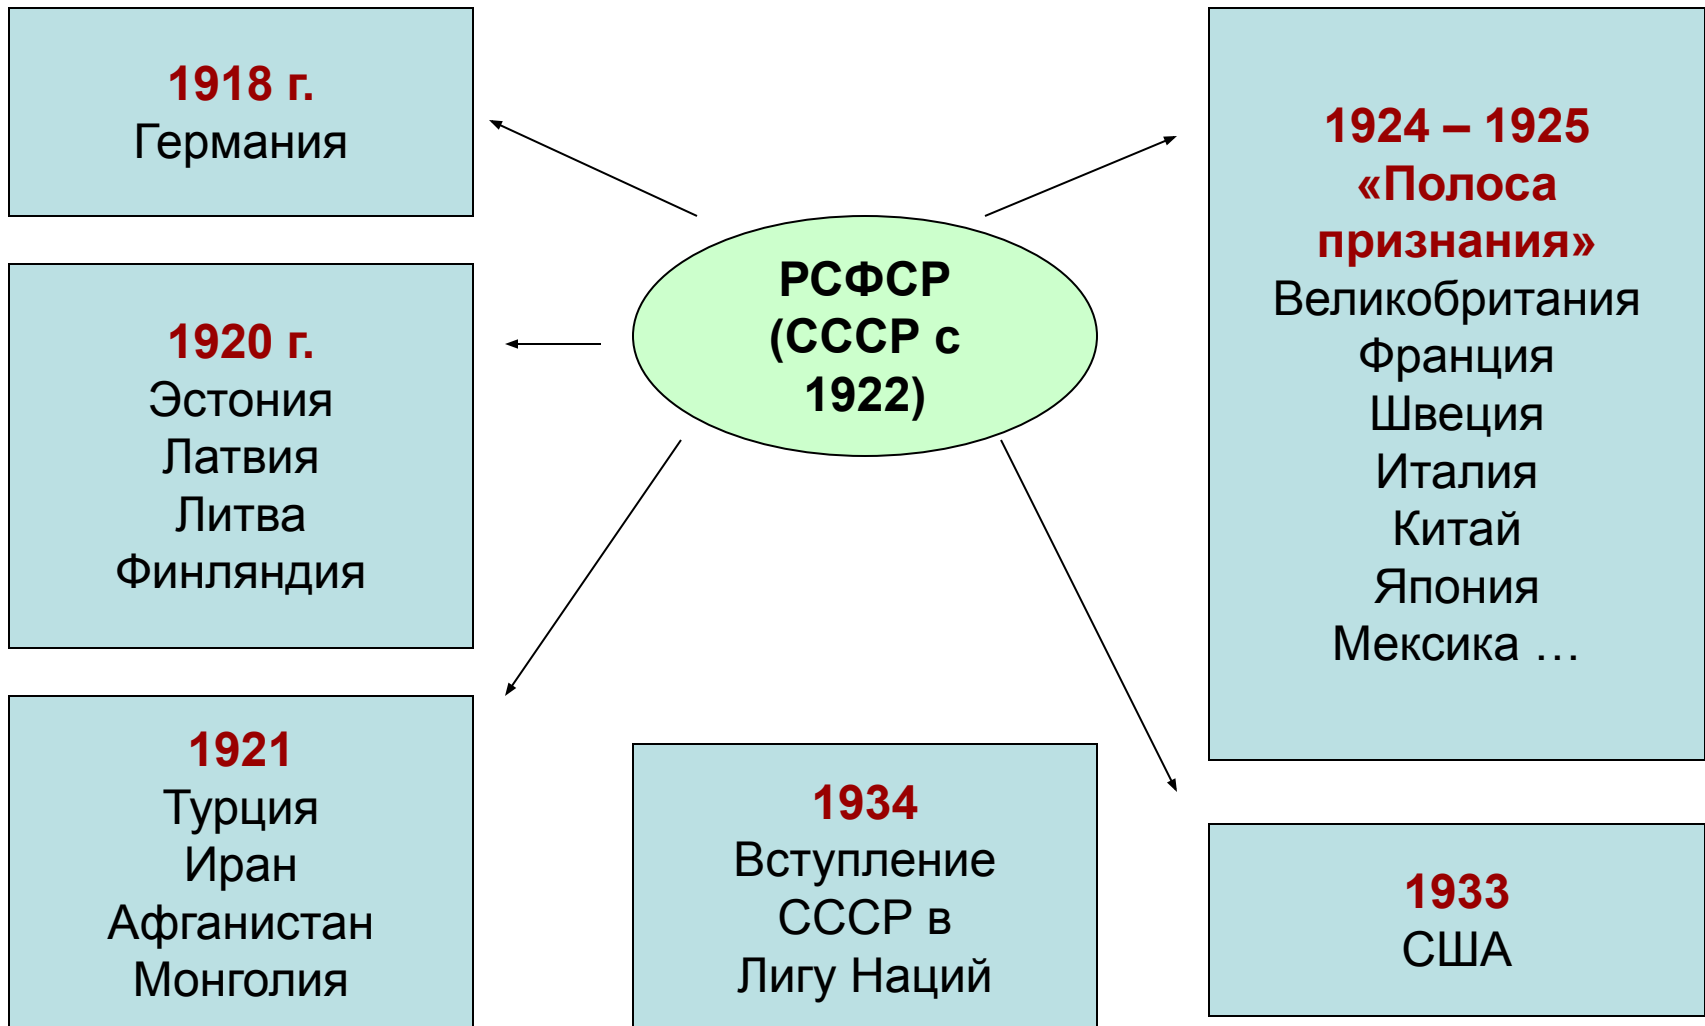 1918 г.
Германия
1920 г.
Эстония
Латвия
Литва
Финляндия
1921
Турция
Иран
Афганистан
Монголия
РСФСР
(СССР с
1922)
1934
Вступление
СССР в
Лигу Наций
1924 – 1925
«Полоса
признания»
Великобритания
Франция
Швеция
Италия
Китай
Япония
Мексика …
1933
США